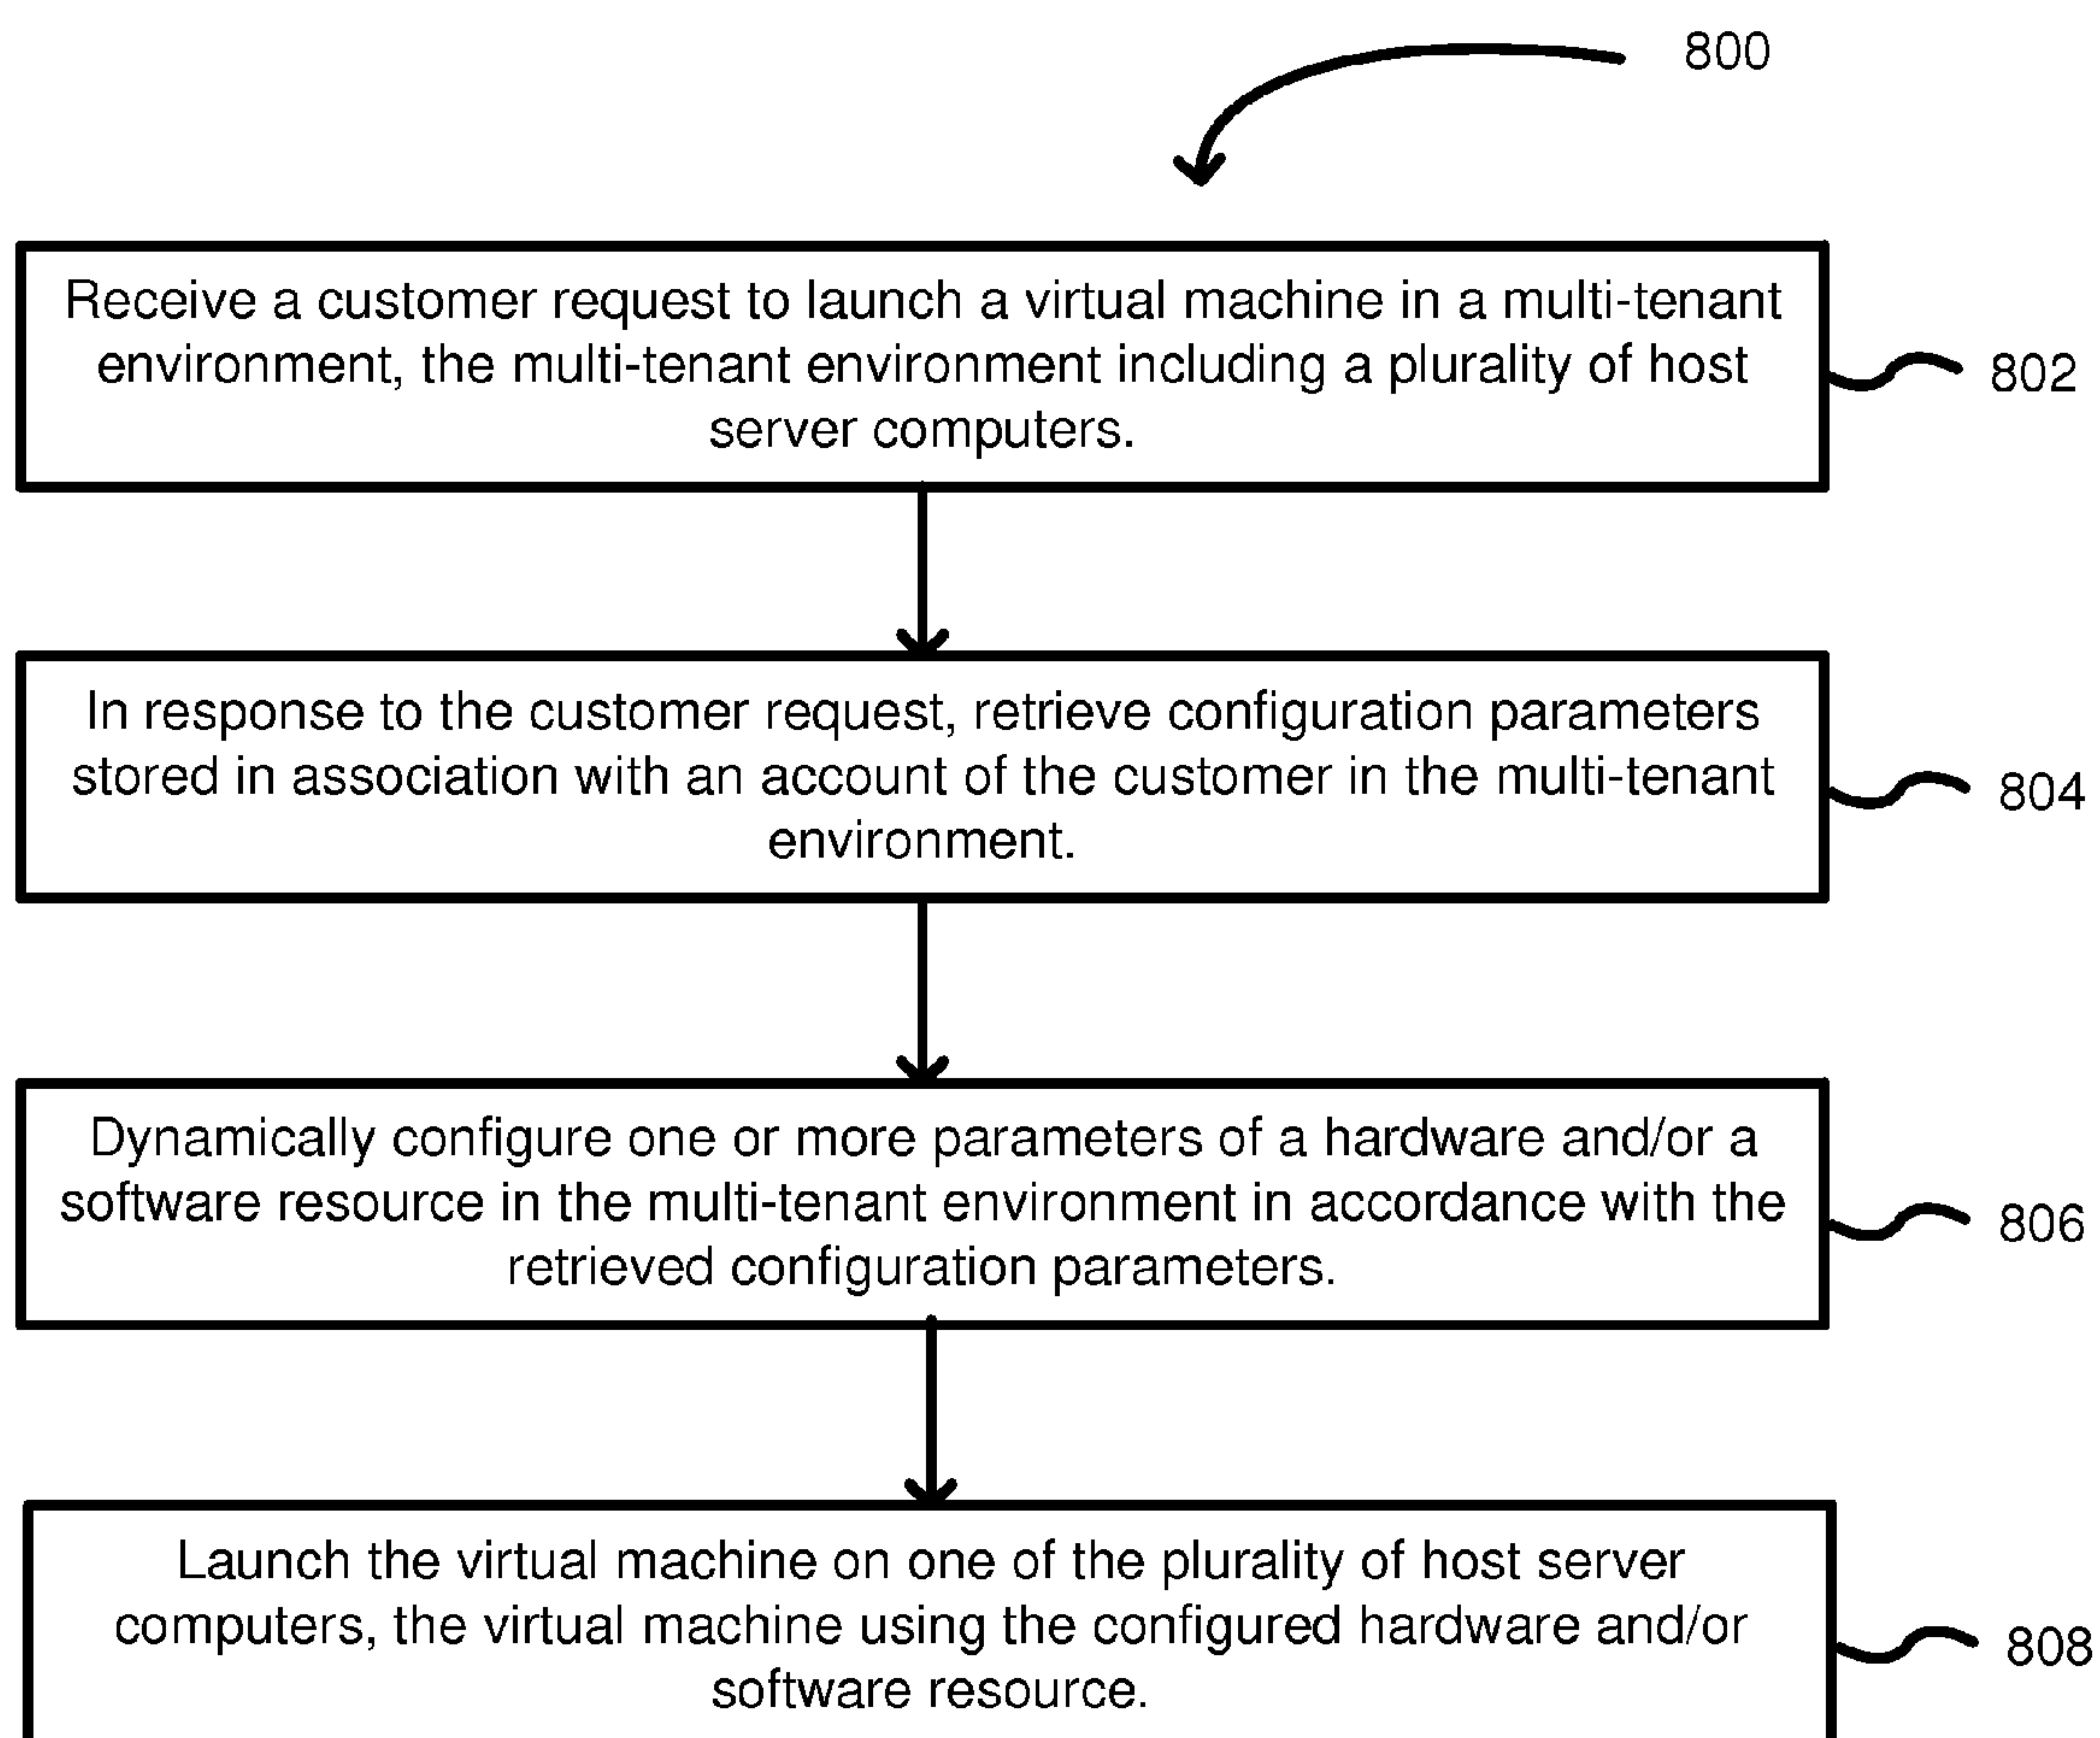 800
Receive a customer request to launch a virtual machine in a multi-tenant
environment, the multi-tenant environment including a plurality of host
server computers.
802
In response to the customer request, retrieve configuration parameters
stored in association with an account of the customer in the multi-tenant
environment.
804
Dynamically configure one or more parameters of a hardware and/or a
software resource in the multi-tenant environment in accordance with the
retrieved configuration parameters.
806
Launch the virtual machine on one of the plurality of host server
computers, the virtual machine using the configured hardware and/or
software resource.
808